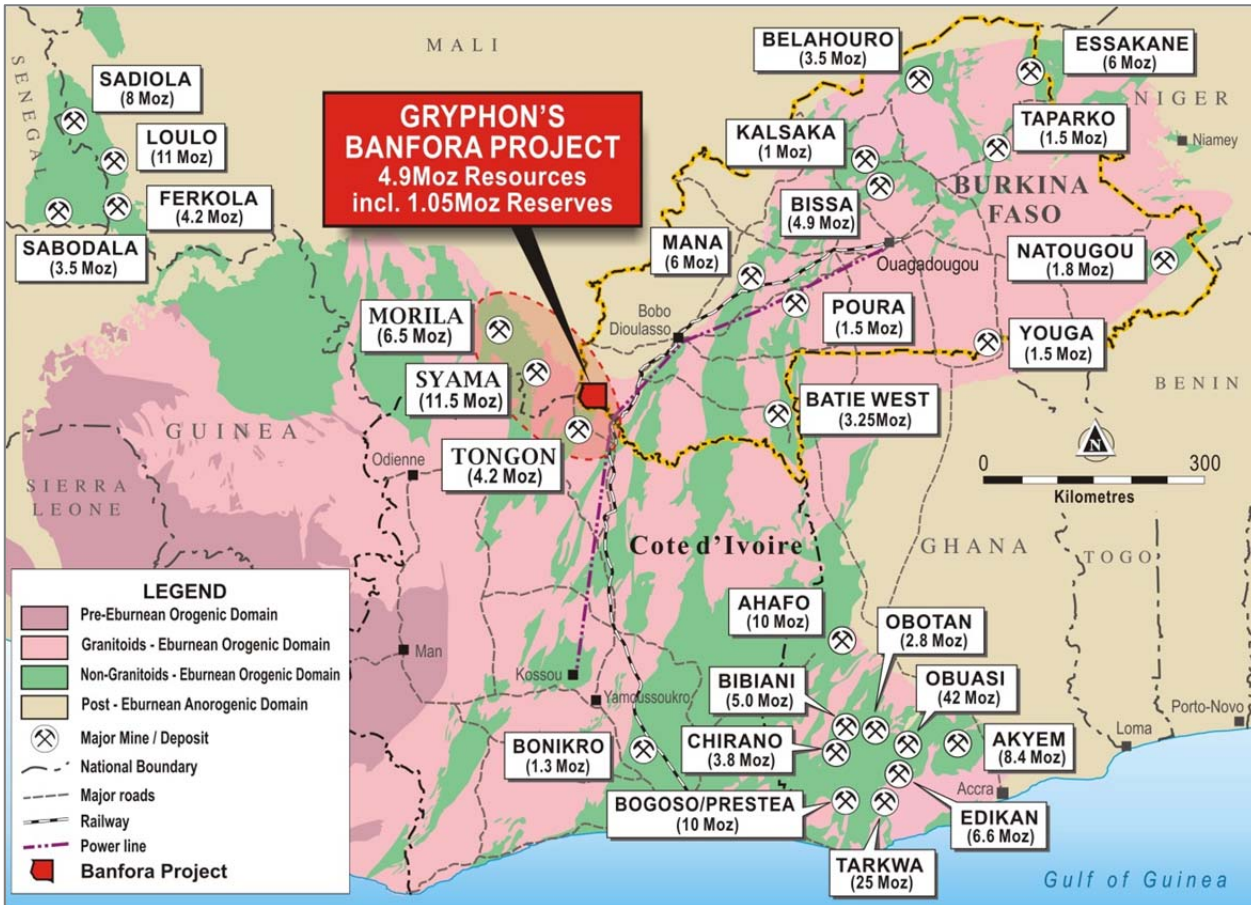 MALI
SENEGAL
SADIOLA
(8 Moz)
LOULO
(11 Moz)
FERKOLA
(4.2 Moz)
SABODALA
(3.5 Moz)
GRYPHON'S
BANFORA PROJECT
4.9Moz Resources
incl. 1.05Moz Reserves
BELAHOURO
(3.5 Moz)
ESSAKANE
(6 Moz)
NIGER
Niamey
TAPARKO
(1.5 Moz)
KALSAKA
(1 Moz)
BURKINA
FASO
BISSA
(4.9 Moz)
MANA
(6 Moz)
Ouagadougou
NATOUGOU
(1.8 Moz)
POURA
(1.5 Moz)
Bobo
Dioulasso
YOUGA
(1.5 Moz)
MORILA
(6.5 Moz)
SYAMA
(11.5 Moz)
BATIE WEST
(3.25Moz)
BENIN
TONGON
(4.2 Moz)
GUINEA
Odienne
SIERRA
LEONE
N
0
300
Kilometres
Cote d'Ivoire
GHANA
TOGO
LEGEND
Pre-Eburnean Orogenic Domain
Granitoids - Eburnean Orogenic Domain
Non-Granitoids - Eburnean Orogenic Domain
Post - Eburnean Anorogenic Domain
Major Mine / Deposit
National Boundary
Major roads
Railway
Power line
Banfora Project
Man
Kossou
Yamoussoukro
AHAFO
(10 Moz)
OBOTAN
(2.8 Moz)
BIBIANI
(5.0 Moz)
OBUASI
(42 Moz)
BONIKRO
(1.3 Moz)
CHIRANO
(3.8 Moz)
AKYEM
(8.4 Moz)
BOGOSO/PRESTEA
(10 Moz)
EDIKAN
(6.6 Moz)
TARKWA
(25 Moz)
Accra
Loma
Porto-Novo
Gulf of Guinea